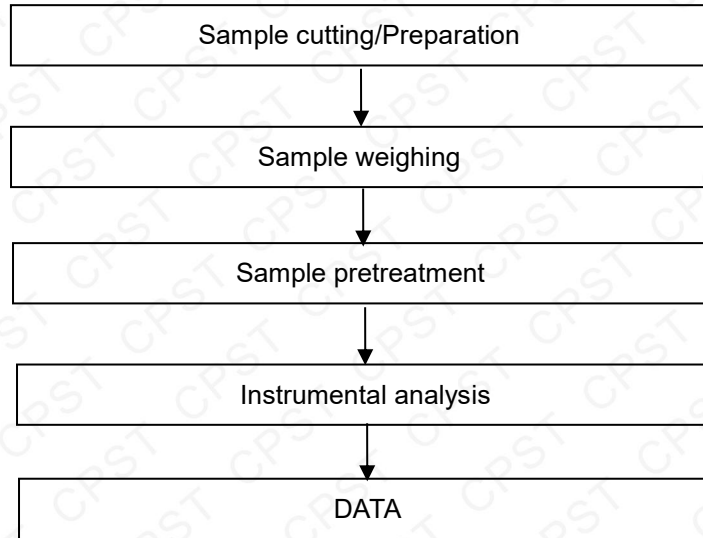 Sample cutting/Preparation
Sample weighing
Sample pretreatment
Instrumental analysis
DATA